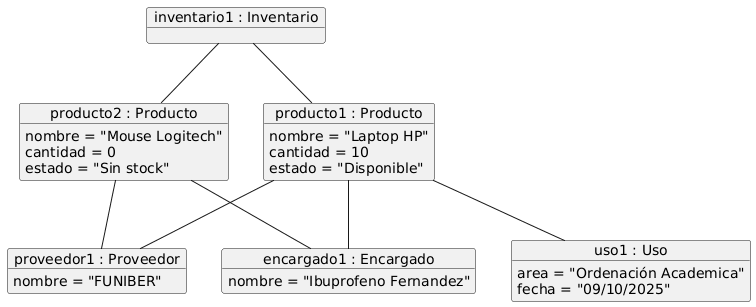 inventario1 : Inventario
producto2 : Producto
nombre = "Mouse Logitech"
cantidad = 0
estado = "Sin stock"
producto1 : Producto
nombre = "Laptop HP"
cantidad = 10
estado = "Disponible"
proveedor1 : Proveedor
nombre = "FUNIBER"
encargado1 : Encargado
nombre = "Ibuprofeno Fernandez"
uso1 : Uso
area = "Ordenación Academica"
fecha = "09/10/2025"